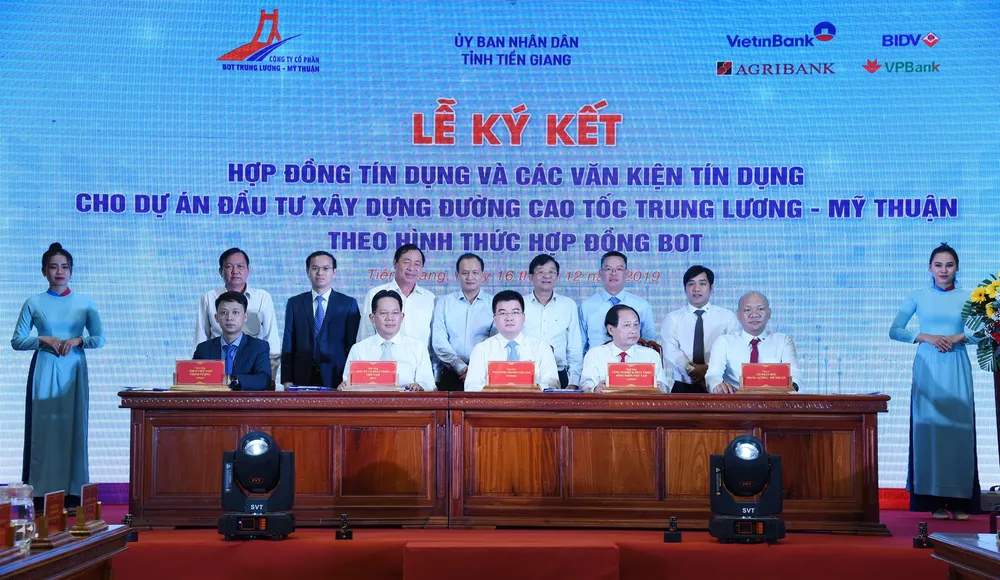 CÔNG TY CỔ PHẦN
BOT TRUNG LƯƠNG - MỸ THUẬN
ỦY BAN NHÂN DÂN
TỈNH TIỀN GIANG
VietinBank
BIDV
AGRIBANK
VPBank
LỄ KÝ KẾT
HỢP ĐỒNG TÍN DỤNG VÀ CÁC VĂN KIỆN TÍN DỤNG
CHO DỰ ÁN ĐẦU TƯ XÂY DỰNG ĐƯỜNG CAO TỐC TRUNG LƯƠNG - MỸ THUẬN
THEO HÌNH THỨC HỢP ĐỒNG BOT
12 2019
SVT
SVT